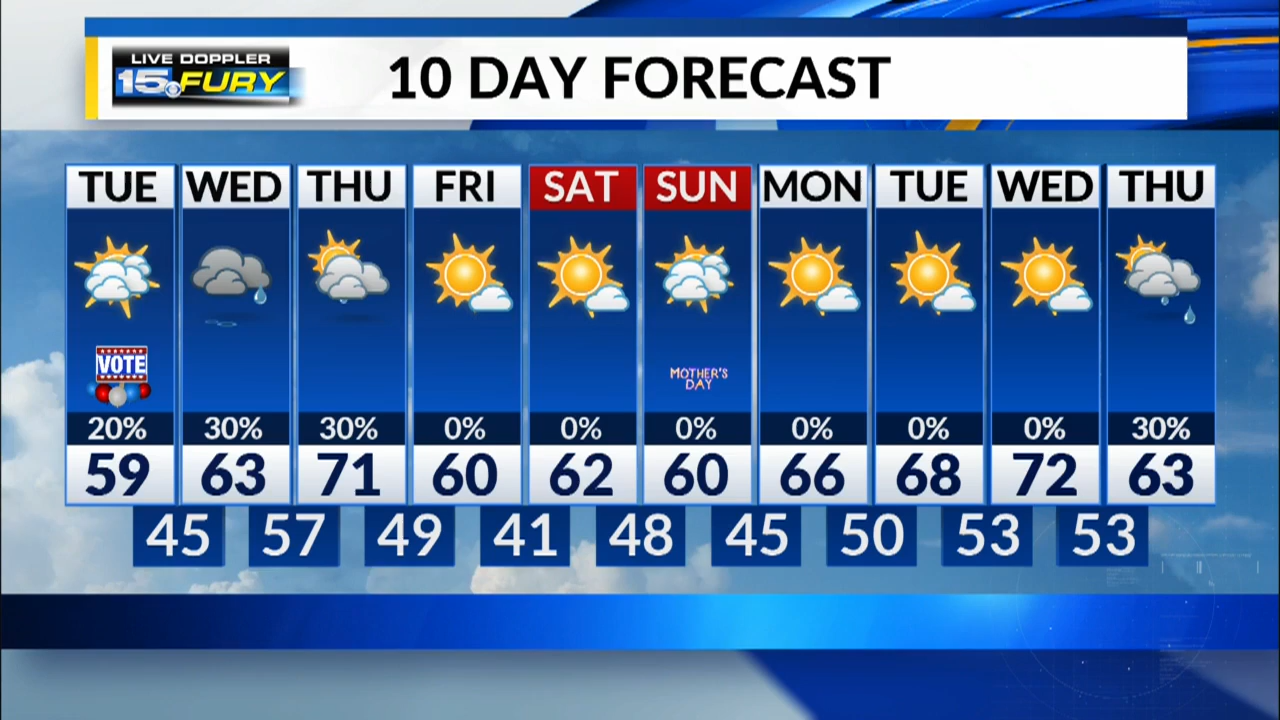 LIVE DOPPLER
15 FURY
10 DAY FORECAST
TUE WED THU FRI SAT SUN MON TUE WED THU
VOTE
MOTHER'S
DAY
20% 30% 30% 0% 0% 0% 0% 0% 0% 30%
59 63 71 60 62 60 66 68 72 63
45 57 49 41 48 45 50 53 53